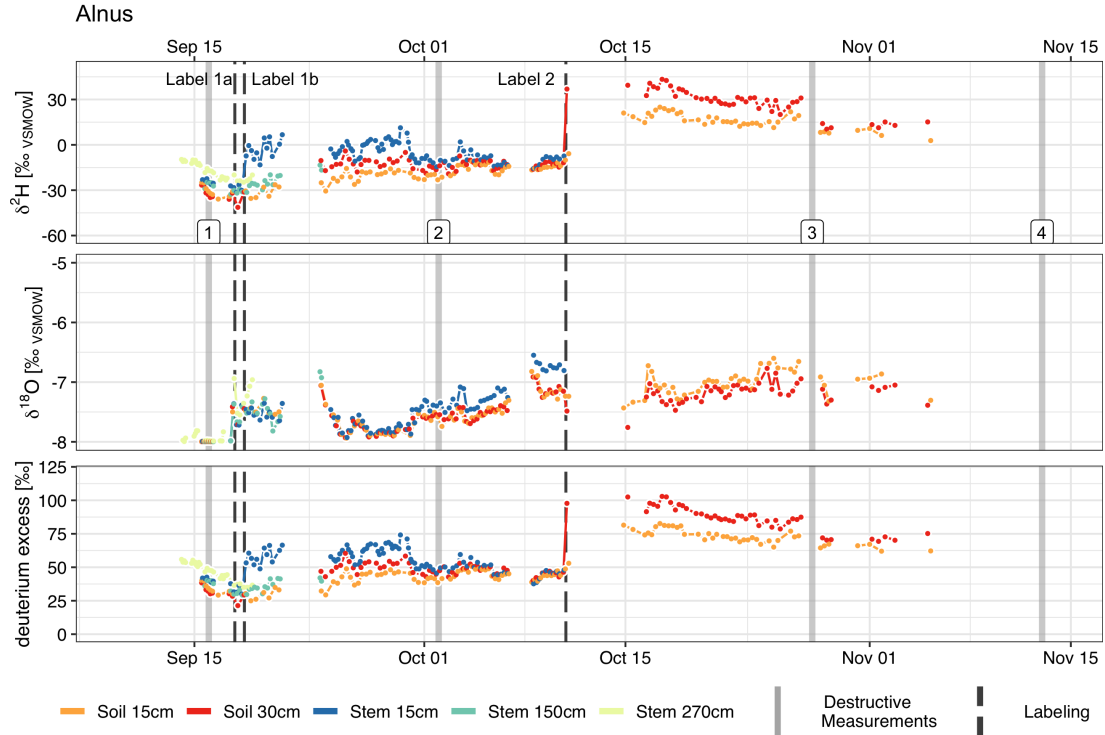 Alnus
Sep 15 Oct 01 Oct 15 Nov 01 Nov 15
Label 1a Label 1b Label 2
δ²H [‰ VSMOW]
30
0
-30
-60
1 2 3 4
δ¹⁸O [‰ VSMOW]
-5
-6
-7
-8
deuterium excess [‰]
125
100
75
50
25
0
Sep 15 Oct 01 Oct 15 Nov 01 Nov 15
Soil 15cm Soil 30cm Stem 15cm Stem 150cm Stem 270cm
Destructive
Measurements
Labeling